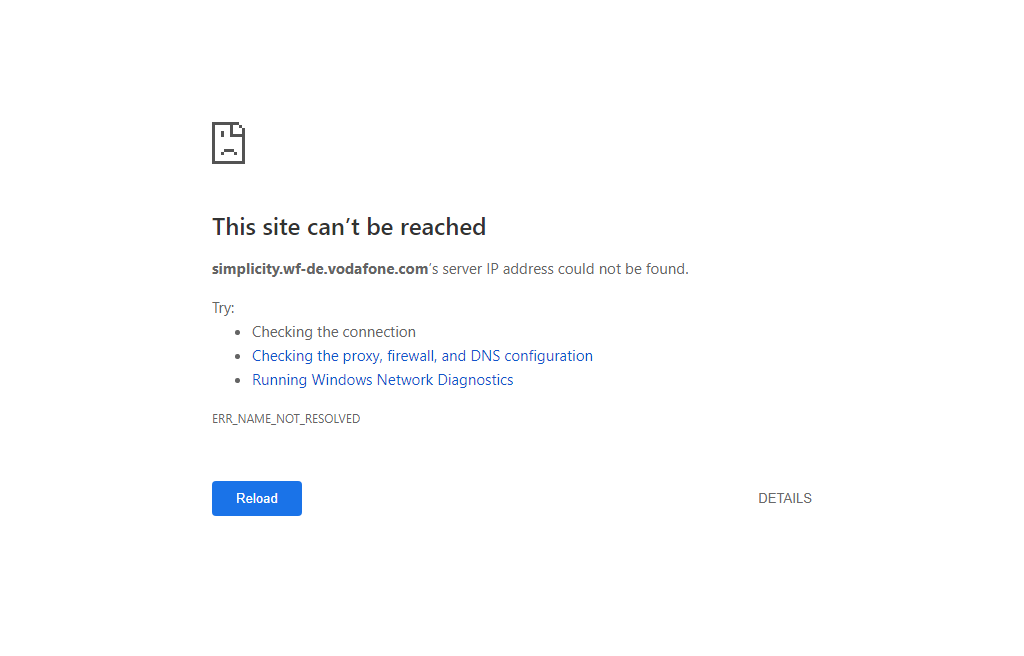 This site can’t be reached
simplicity.wf-de.vodafone.com’s server IP address could not be found.
Try:
• Checking the connection
• Checking the proxy, firewall, and DNS configuration
• Running Windows Network Diagnostics
ERR_NAME_NOT_RESOLVED
Reload DETAILS